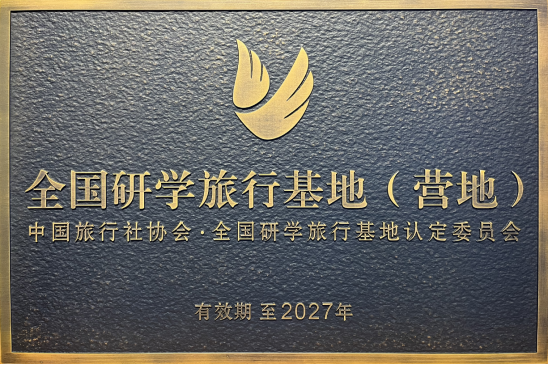 全国研学旅行基地（营地）
中国旅行社协会·全国研学旅行基地认定委员会
有效期 至2027年